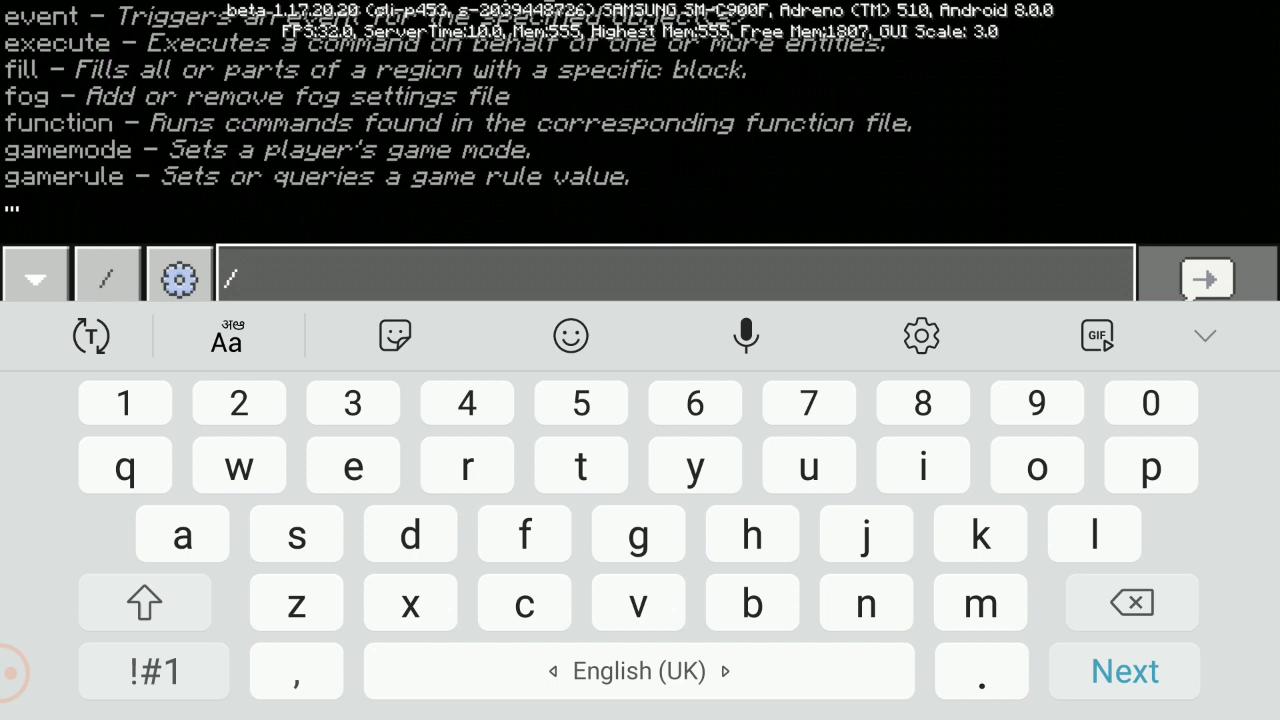 beta-1.17.20.20 (gli-p453, s-2039448726) SAMSUNG SM-C900F, Adreno (TM) 510, Android 8.0.0
event - Triggers an event for the specified object(s)
FPS:32.0, ServerTime:10.0, Mem:555, Highest Mem:555, Free Mem:1807, GUI Scale: 3.0
execute - Executes a command on behalf of one or more entities.
fill - Fills all or parts of a region with a specific block.
fog - Add or remove fog settings file
function - Runs commands found in the corresponding function file.
gamemode - Sets a player's game mode.
gamerule - Sets or queries a game rule value.
...
/ /
T अआ Aa GIF
1 2 3 4 5 6 7 8 9 0
q w e r t y u i o p
a s d f g h j k l
z x c v b n m
!#1 , English (UK) . Next